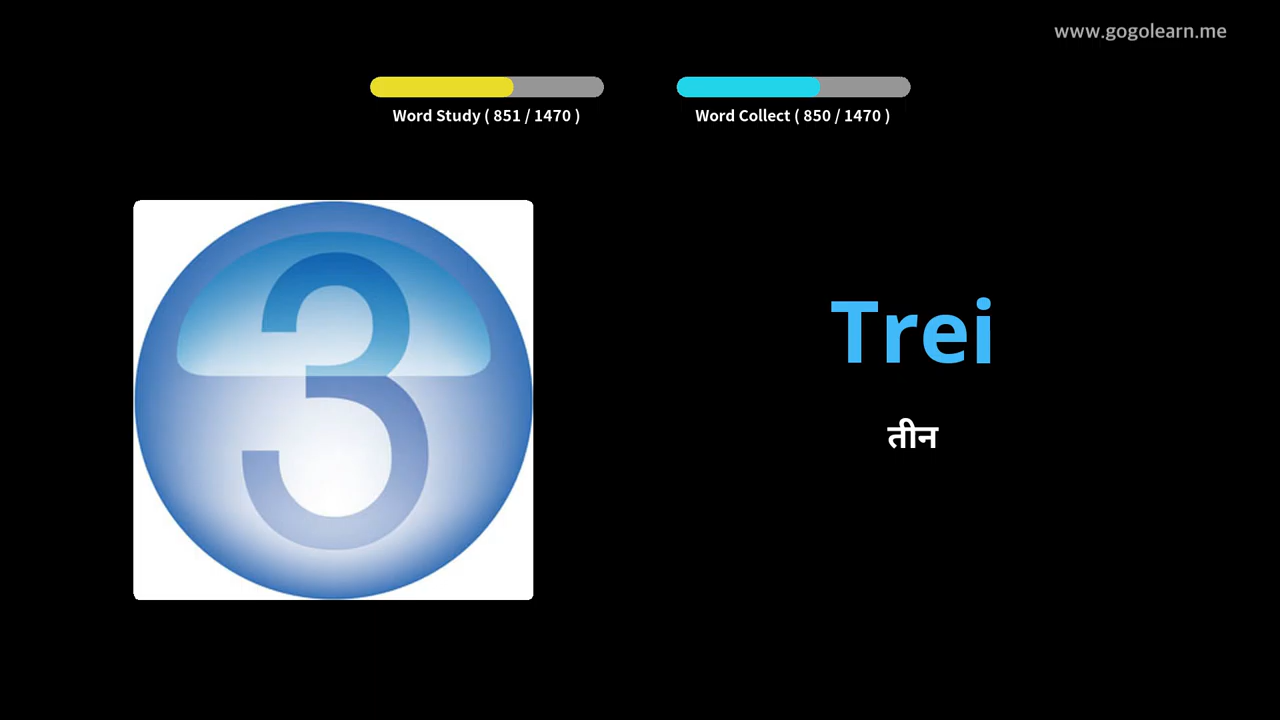 www.gogolearn.me
Word Study ( 851 / 1470 )
Word Collect ( 850 / 1470 )
3
Trei
तीन